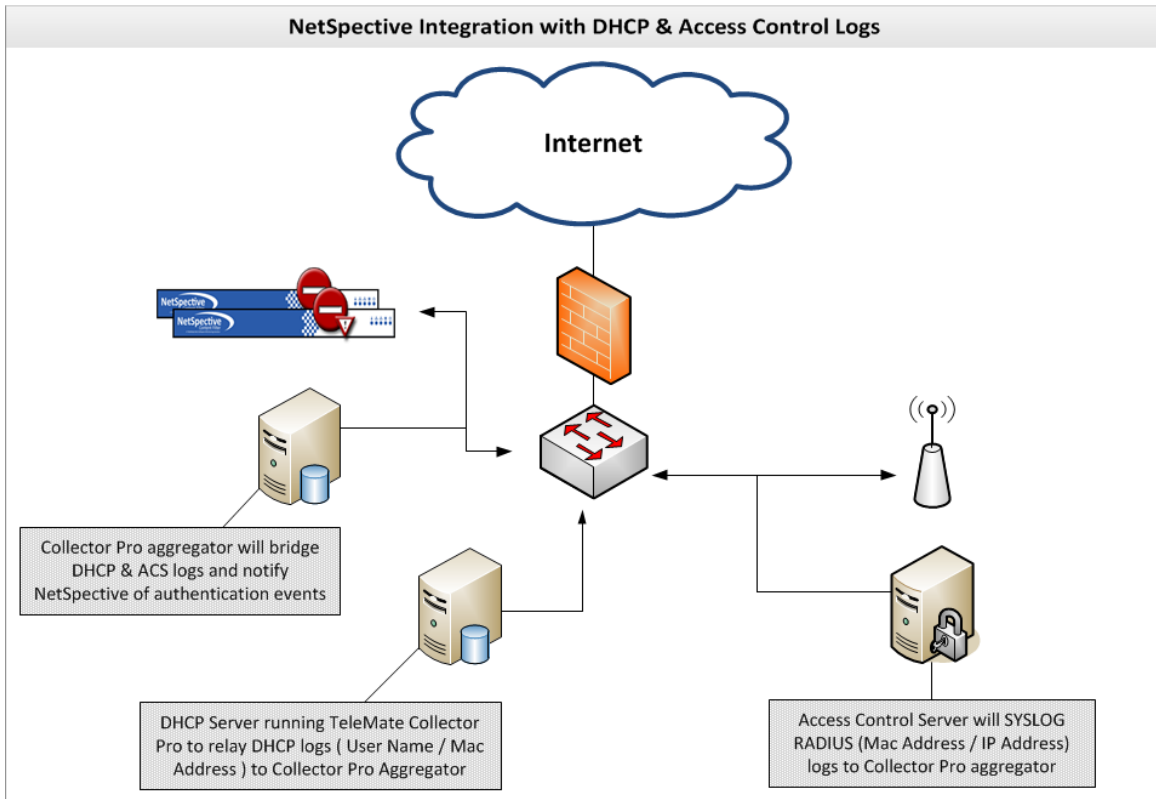 NetSpective Integration with DHCP & Access Control Logs
Internet
NetSpective
NetSpective
Collector Pro aggregator will bridge
DHCP & ACS logs and notify
NetSpective of authentication events
DHCP Server running TeleMate Collector
Pro to relay DHCP logs ( User Name / Mac
Address ) to Collector Pro Aggregator
Access Control Server will SYSLOG
RADIUS (Mac Address / IP Address)
logs to Collector Pro aggregator